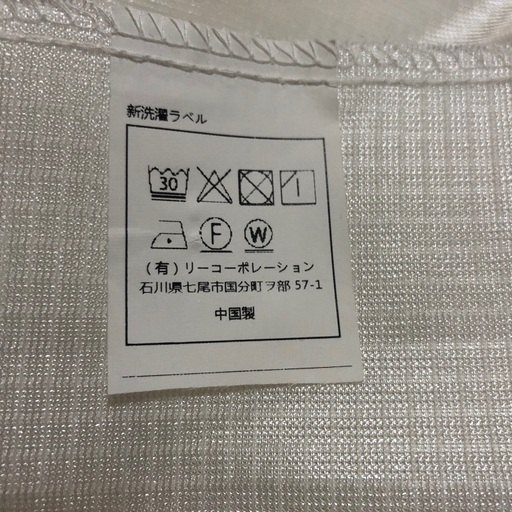 新洗濯ラベル
30
F W
(有)リーコーポレーション
石川県七尾市国分町ヲ部 57-1
中国製